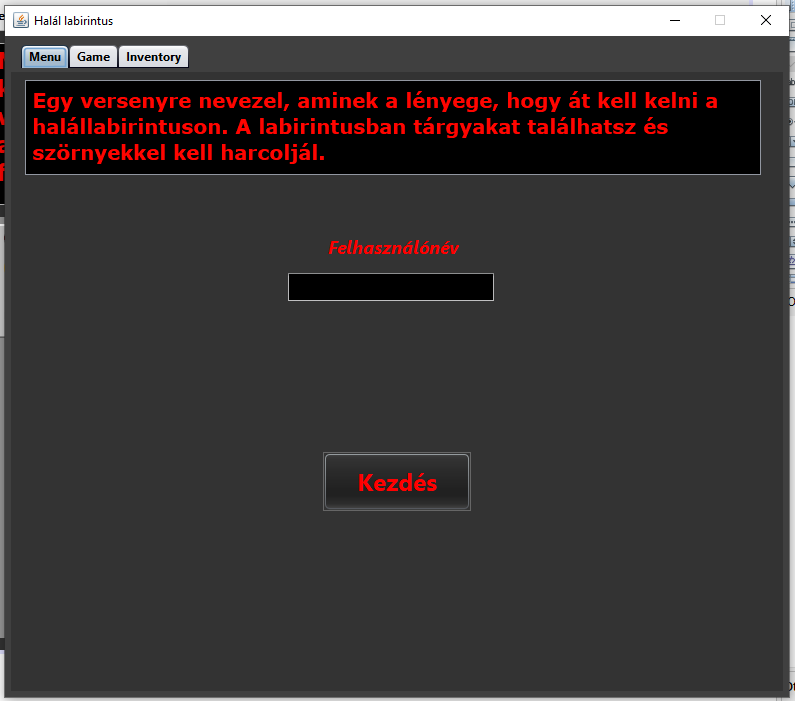 Halál labirintus
Menu Game Inventory
Egy versenyre nevezel, aminek a lényege, hogy át kell kelni a
halállabirintuson. A labirintusban tárgyakat találhatsz és
szörnyekkel kell harcoljál.
Felhasználónév
Kezdés